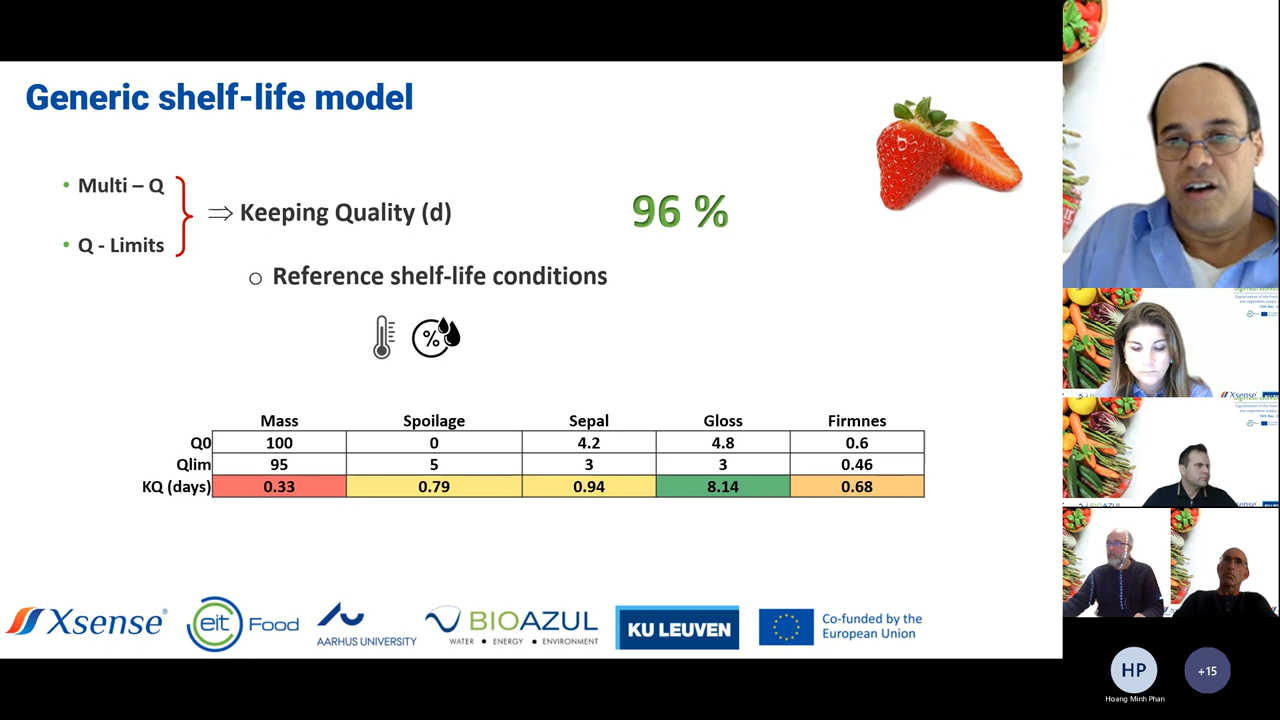 Generic shelf-life model
• Multi – Q
• Q - Limits
⇒ Keeping Quality (d)
96 %
o Reference shelf-life conditions
%
Mass Spoilage Sepal Gloss Firmnes
Q0 100 0 4.2 4.8 0.6
Qlim 95 5 3 3 0.46
KQ (days) 0.33 0.79 0.94 8.14 0.68
Xsense®
eit Food
AARHUS UNIVERSITY
BIOAZUL
WATER • ENERGY • ENVIRONMENT
KU LEUVEN
Co-funded by the
European Union
Xsense
HP
Hoang Minh Phan
+15